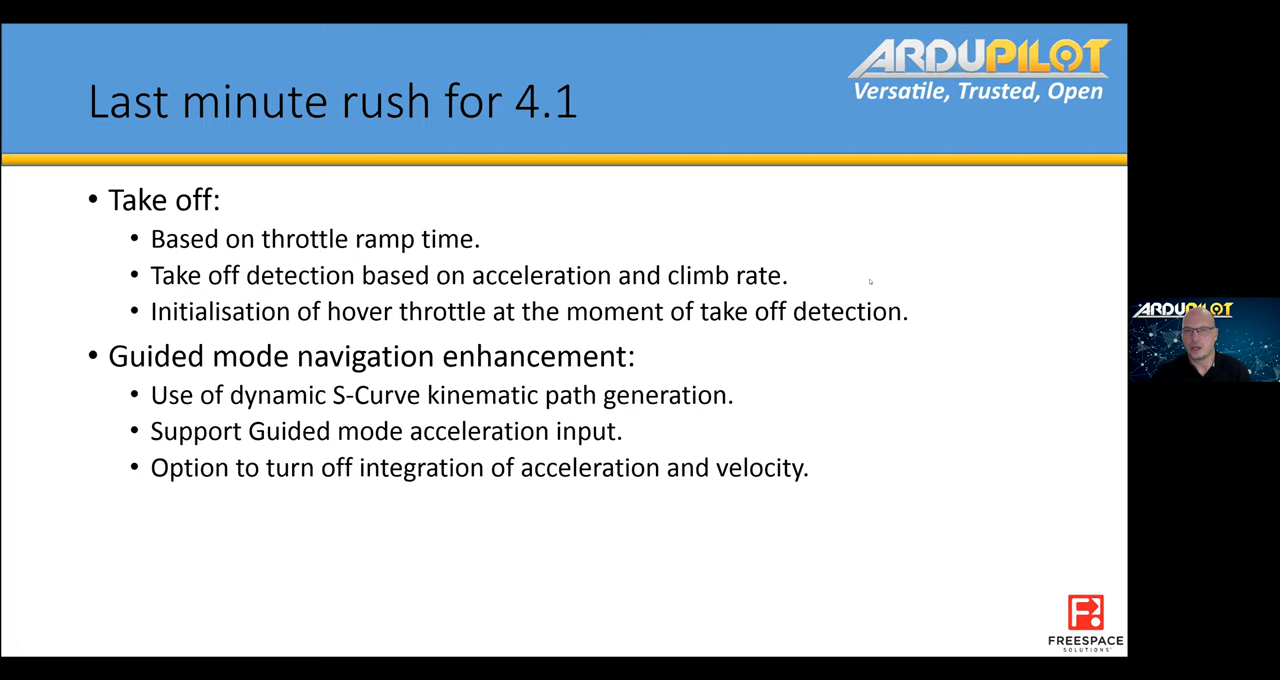 ARDUPILOT
Versatile, Trusted, Open
Last minute rush for 4.1
• Take off:
• Based on throttle ramp time.
• Take off detection based on acceleration and climb rate.
• Initialisation of hover throttle at the moment of take off detection.
• Guided mode navigation enhancement:
• Use of dynamic S-Curve kinematic path generation.
• Support Guided mode acceleration input.
• Option to turn off integration of acceleration and velocity.
ARDUPILOT
FREESPACE
SOLUTIONS